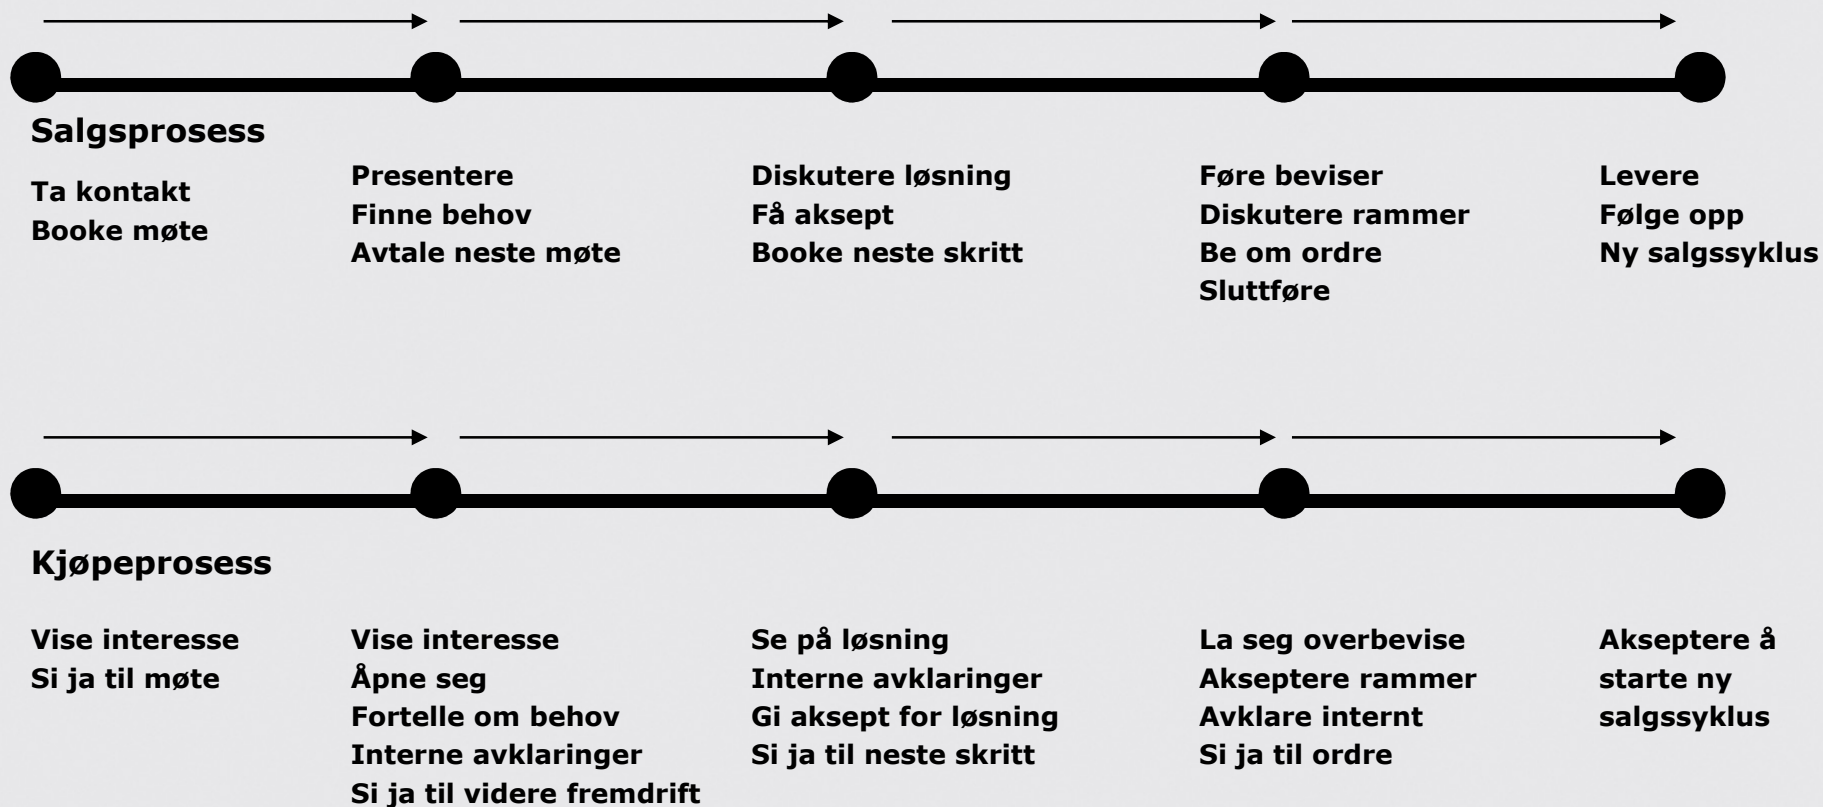 Salgsprosess
Ta kontakt
Booke møte
Presentere
Finne behov
Avtale neste møte
Diskutere løsning
Få aksept
Booke neste skritt
Føre beviser
Diskutere rammer
Be om ordre
Sluttføre
Levere
Følge opp
Ny salgssyklus
Kjøpeprosess
Vise interesse
Si ja til møte
Vise interesse
Åpne seg
Fortelle om behov
Interne avklaringer
Si ja til videre fremdrift
Se på løsning
Interne avklaringer
Gi aksept for løsning
Si ja til neste skritt
La seg overbevise
Akseptere rammer
Avklare internt
Si ja til ordre
Akseptere å
starte ny
salgssyklus